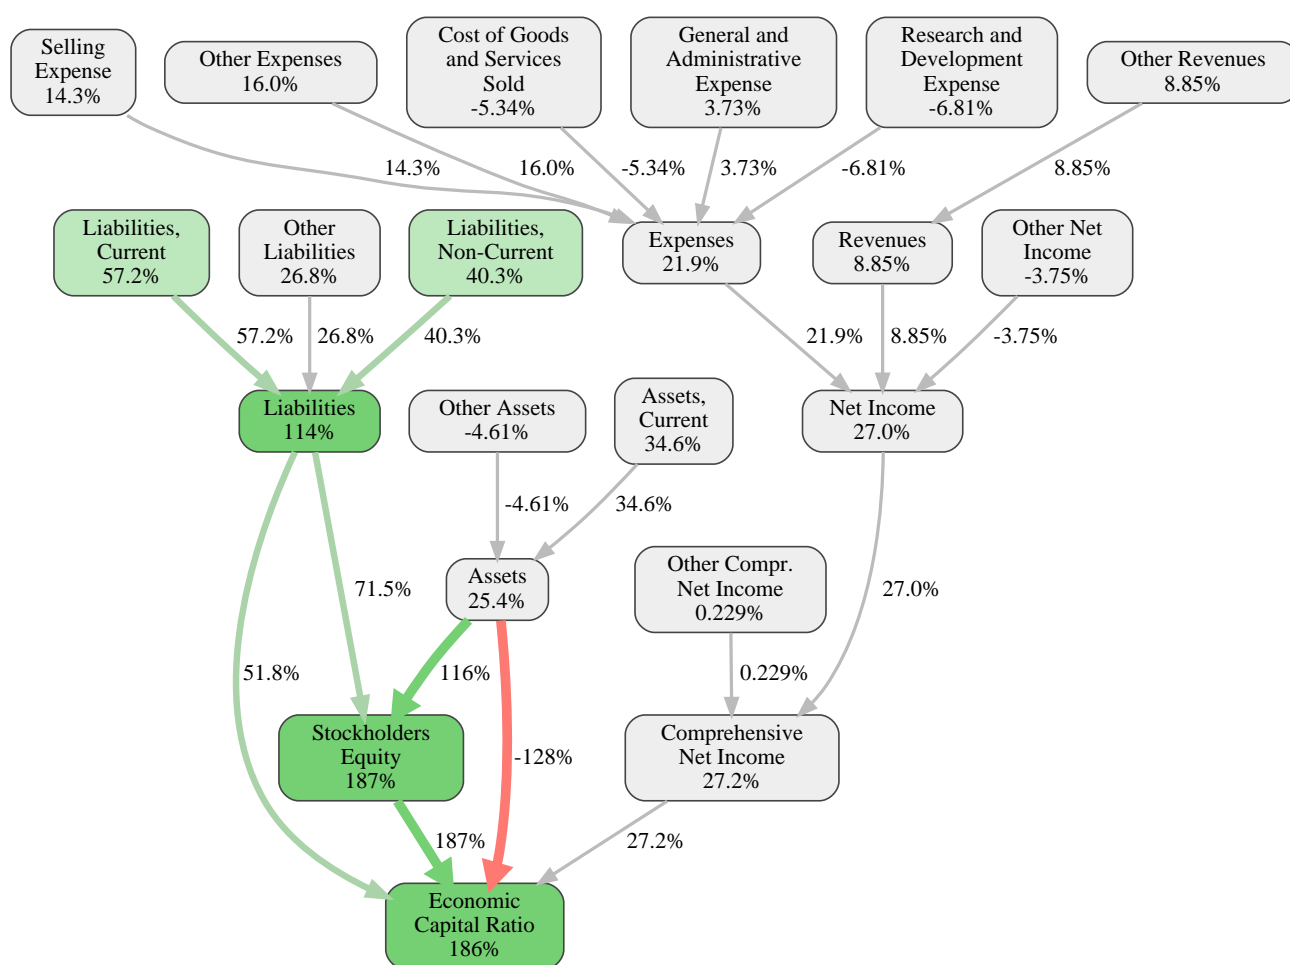 Selling
Expense
14.3%
Other Expenses
16.0%
Cost of Goods
and Services
Sold
-5.34%
General and
Administrative
Expense
3.73%
Research and
Development
Expense
-6.81%
Other Revenues
8.85%
14.3%
16.0%
-5.34%
3.73%
-6.81%
8.85%
Liabilities,
Current
57.2%
Other
Liabilities
26.8%
Liabilities,
Non-Current
40.3%
Expenses
21.9%
Revenues
8.85%
Other Net
Income
-3.75%
57.2%
26.8%
40.3%
21.9%
8.85%
-3.75%
Liabilities
114%
Other Assets
-4.61%
Assets,
Current
34.6%
Net Income
27.0%
-4.61%
34.6%
Assets
25.4%
Other Compr.
Net Income
0.229%
71.5%
27.0%
51.8%
116%
0.229%
Stockholders
Equity
187%
-128%
Comprehensive
Net Income
27.2%
187%
27.2%
Economic
Capital Ratio
186%